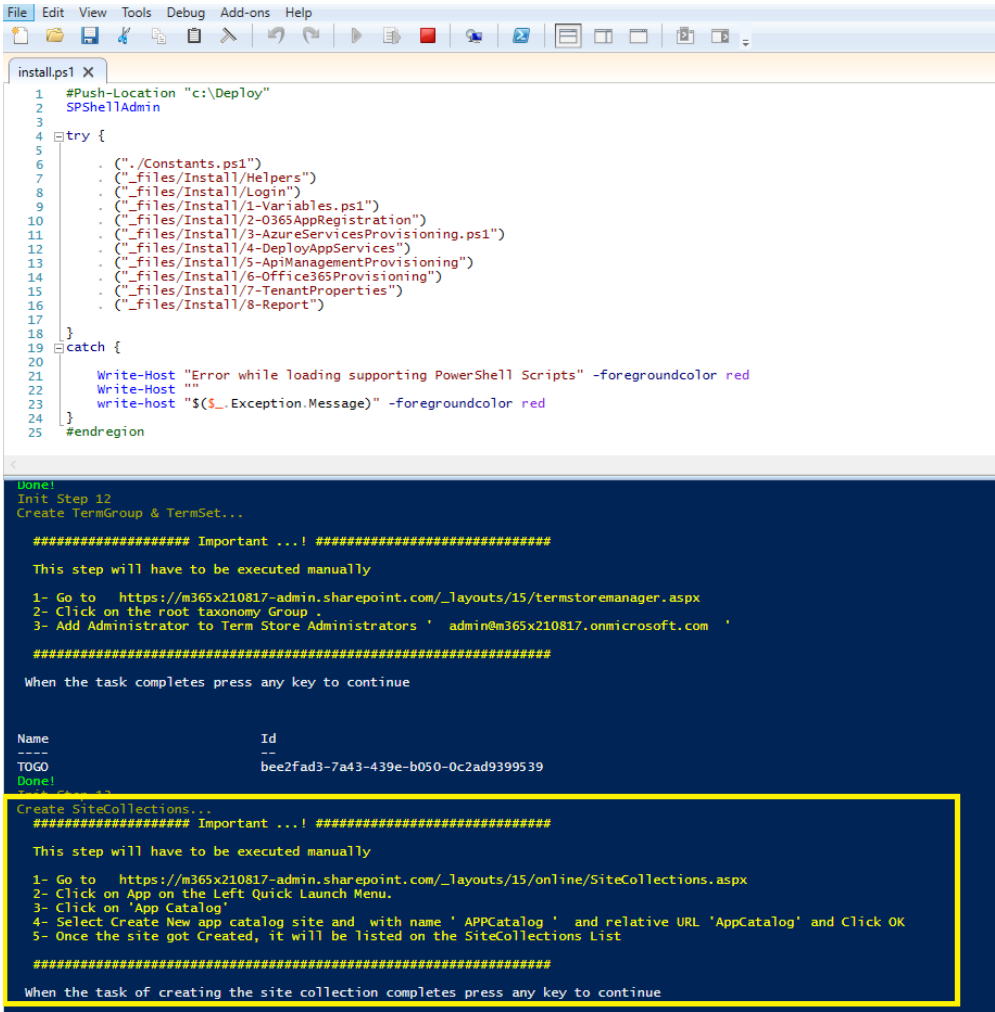 File Edit View Tools Debug Add-ons Help
install.ps1 X
1 #Push-Location "c:\Deploy"
2 SPShellAdmin
3
4 try {
5
6 . ("./Constants.ps1")
7 . ("_files/Install/Helpers")
8 . ("_files/Install/Login")
9 . ("_files/Install/1-Variables.ps1")
10 . ("_files/Install/2-O365AppRegistration")
11 . ("_files/Install/3-AzureServicesProvisioning.ps1")
12 . ("_files/Install/4-DeployAppServices")
13 . ("_files/Install/5-ApiManagementProvisioning")
14 . ("_files/Install/6-Office365Provisioning")
15 . ("_files/Install/7-TenantProperties")
16 . ("_files/Install/8-Report")
17
18 }
19 catch {
20
21 Write-Host "Error while loading supporting PowerShell Scripts" -foregroundcolor red
22 Write-Host ""
23 write-host "$($_.Exception.Message)" -foregroundcolor red
24 }
25 #endregion
Done!
Init Step 12
Create TermGroup & TermSet...
#################### Important ...! ##############################
This step will have to be executed manually
1- Go to https://m365x210817-admin.sharepoint.com/_layouts/15/termstoremanager.aspx
2- Click on the root taxonomy Group .
3- Add Administrator to Term Store Administrators ' admin@m365x210817.onmicrosoft.com '
##################################################################
When the task completes press any key to continue
Name Id
---- --
TOGO bee2fad3-7a43-439e-b050-0c2ad9399539
Done!
Init Step 13
Create SiteCollections...
#################### Important ...! ##############################
This step will have to be executed manually
1- Go to https://m365x210817-admin.sharepoint.com/_layouts/15/online/SiteCollections.aspx
2- Click on App on the Left Quick Launch Menu.
3- Click on 'App Catalog'
4- Select Create New app catalog site and with name ' APPCatalog ' and relative URL 'AppCatalog' and Click OK
5- Once the site got Created, it will be listed on the SiteCollections List
##################################################################
When the task of creating the site collection completes press any key to continue